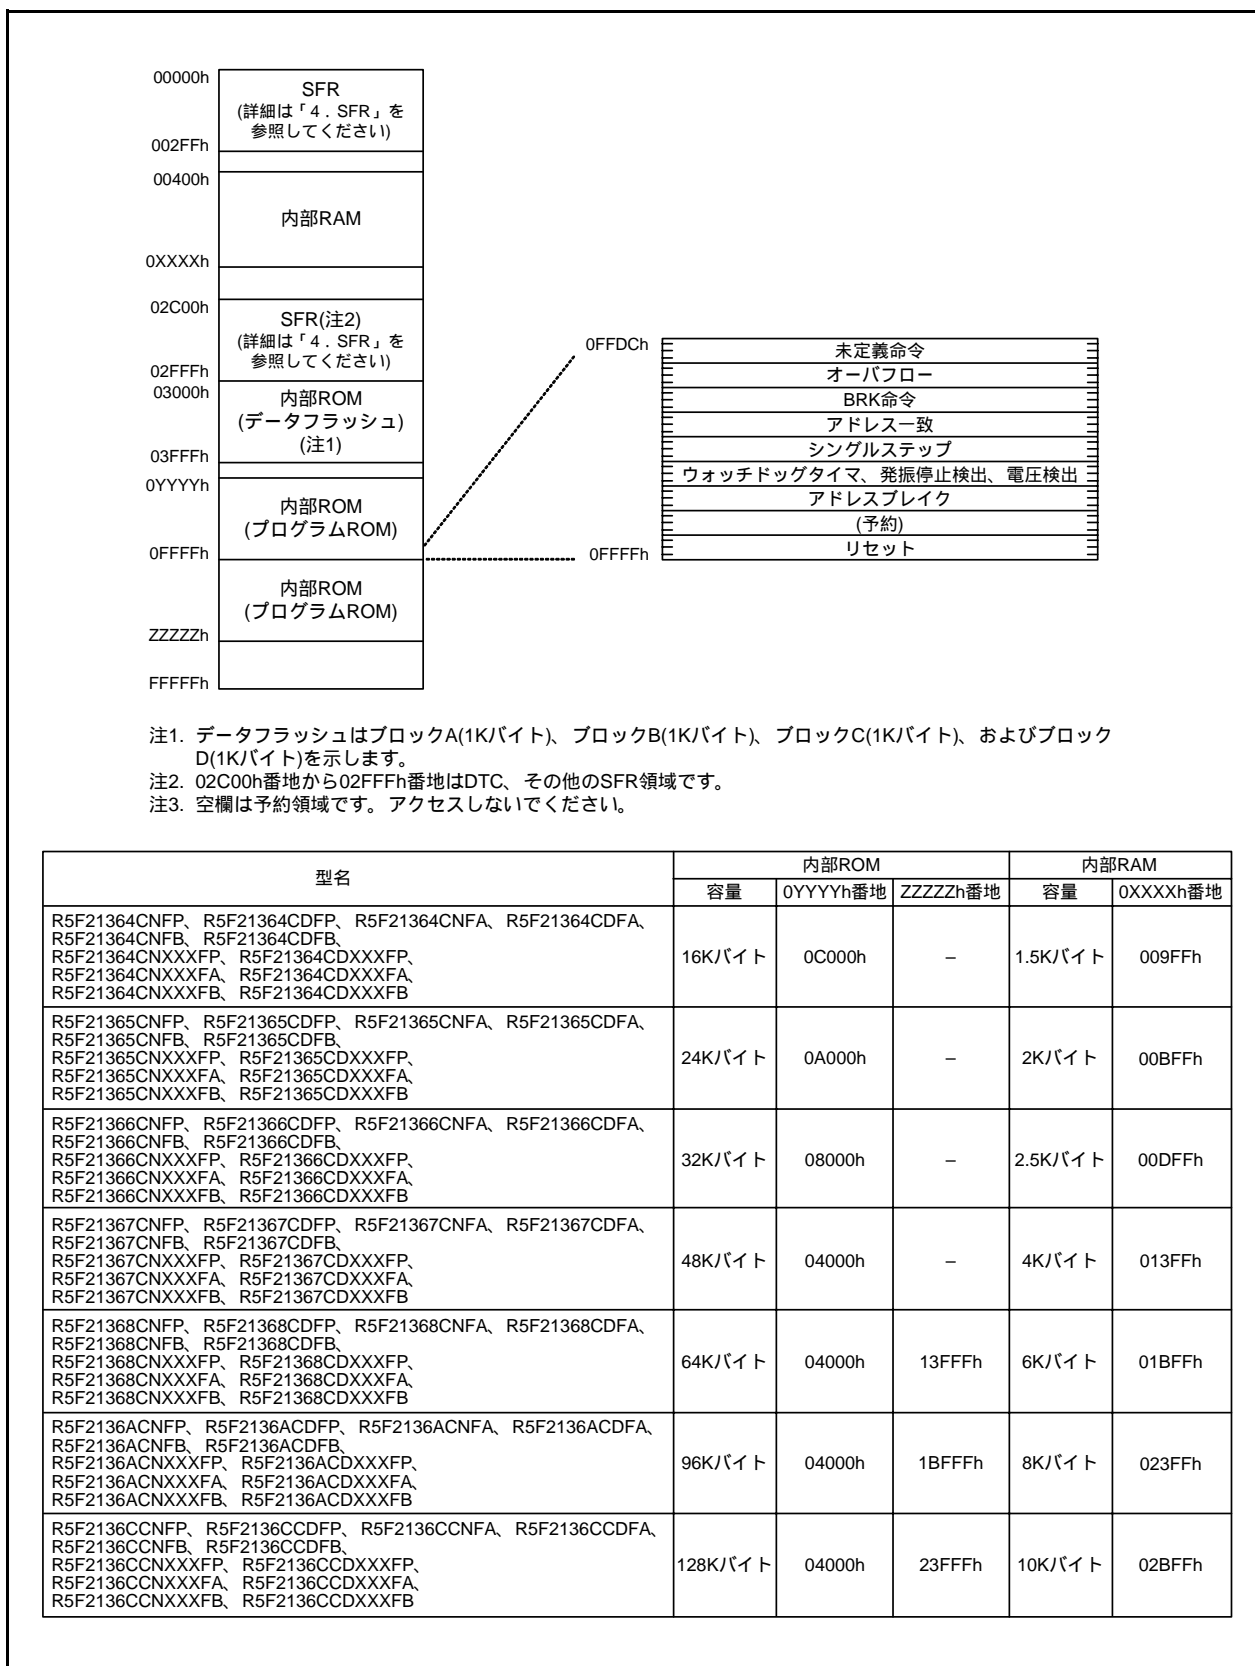 00000h
SFR
(詳細は「4．SFR」を
参照してください)
002FFh
00400h
内部RAM
0XXXXh
02C00h
SFR(注2)
(詳細は「4．SFR」を
参照してください)
02FFFh
03000h
内部ROM
(データフラッシュ)
(注1)
03FFFh
0YYYYh
内部ROM
(プログラムROM)
0FFFFh
内部ROM
(プログラムROM)
ZZZZZh
FFFFFh
0FFDCh
未定義命令
オーバフロー
BRK命令
アドレス一致
シングルステップ
ウォッチドッグタイマ、発振停止検出、電圧検出
アドレスブレイク
(予約)
0FFFFh
リセット
注1. データフラッシュはブロックA(1Kバイト)、ブロックB(1Kバイト)、ブロックC(1Kバイト)、およびブロック
D(1Kバイト)を示します。
注2. 02C00h番地から02FFFh番地はDTC、その他のSFR領域です。
注3. 空欄は予約領域です。アクセスしないでください。
型名 内部ROM 内部RAM
容量 0YYYYh番地 ZZZZZh番地 容量 0XXXXh番地
R5F21364CNFP、R5F21364CDFP、R5F21364CNFA、R5F21364CDFA、
R5F21364CNFB、R5F21364CDFB、
R5F21364CNXXXFP、R5F21364CDXXXFP、
R5F21364CNXXXFA、R5F21364CDXXXFA、
R5F21364CNXXXFB、R5F21364CDXXXFB
16Kバイト 0C000h – 1.5Kバイト 009FFh
R5F21365CNFP、R5F21365CDFP、R5F21365CNFA、R5F21365CDFA、
R5F21365CNFB、R5F21365CDFB、
R5F21365CNXXXFP、R5F21365CDXXXFP、
R5F21365CNXXXFA、R5F21365CDXXXFA、
R5F21365CNXXXFB、R5F21365CDXXXFB
24Kバイト 0A000h – 2Kバイト 00BFFh
R5F21366CNFP、R5F21366CDFP、R5F21366CNFA、R5F21366CDFA、
R5F21366CNFB、R5F21366CDFB、
R5F21366CNXXXFP、R5F21366CDXXXFP、
R5F21366CNXXXFA、R5F21366CDXXXFA、
R5F21366CNXXXFB、R5F21366CDXXXFB
32Kバイト 08000h – 2.5Kバイト 00DFFh
R5F21367CNFP、R5F21367CDFP、R5F21367CNFA、R5F21367CDFA、
R5F21367CNFB、R5F21367CDFB、
R5F21367CNXXXFP、R5F21367CDXXXFP、
R5F21367CNXXXFA、R5F21367CDXXXFA、
R5F21367CNXXXFB、R5F21367CDXXXFB
48Kバイト 04000h – 4Kバイト 013FFh
R5F21368CNFP、R5F21368CDFP、R5F21368CNFA、R5F21368CDFA、
R5F21368CNFB、R5F21368CDFB、
R5F21368CNXXXFP、R5F21368CDXXXFP、
R5F21368CNXXXFA、R5F21368CDXXXFA、
R5F21368CNXXXFB、R5F21368CDXXXFB
64Kバイト 04000h 13FFFh 6Kバイト 01BFFh
R5F2136ACNFP、R5F2136ACDFP、R5F2136ACNFA、R5F2136ACDFA、
R5F2136ACNFB、R5F2136ACDFB、
R5F2136ACNXXXFP、R5F2136ACDXXXFP、
R5F2136ACNXXXFA、R5F2136ACDXXXFA、
R5F2136ACNXXXFB、R5F2136ACDXXXFB
96Kバイト 04000h 1BFFFh 8Kバイト 023FFh
R5F2136CCNFP、R5F2136CCDFP、R5F2136CCNFA、R5F2136CCDFA、
R5F2136CCNFB、R5F2136CCDFB、
R5F2136CCNXXXFP、R5F2136CCDXXXFP、
R5F2136CCNXXXFA、R5F2136CCDXXXFA、
R5F2136CCNXXXFB、R5F2136CCDXXXFB
128Kバイト 04000h 23FFFh 10Kバイト 02BFFh